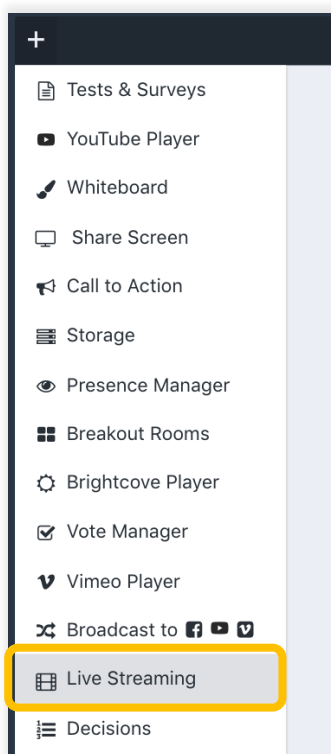 Tests & Surveys
YouTube Player
Whiteboard
Share Screen
Call to Action
Storage
Presence Manager
Breakout Rooms
Brightcove Player
Vote Manager
Vimeo Player
Broadcast to
Live Streaming
Decisions